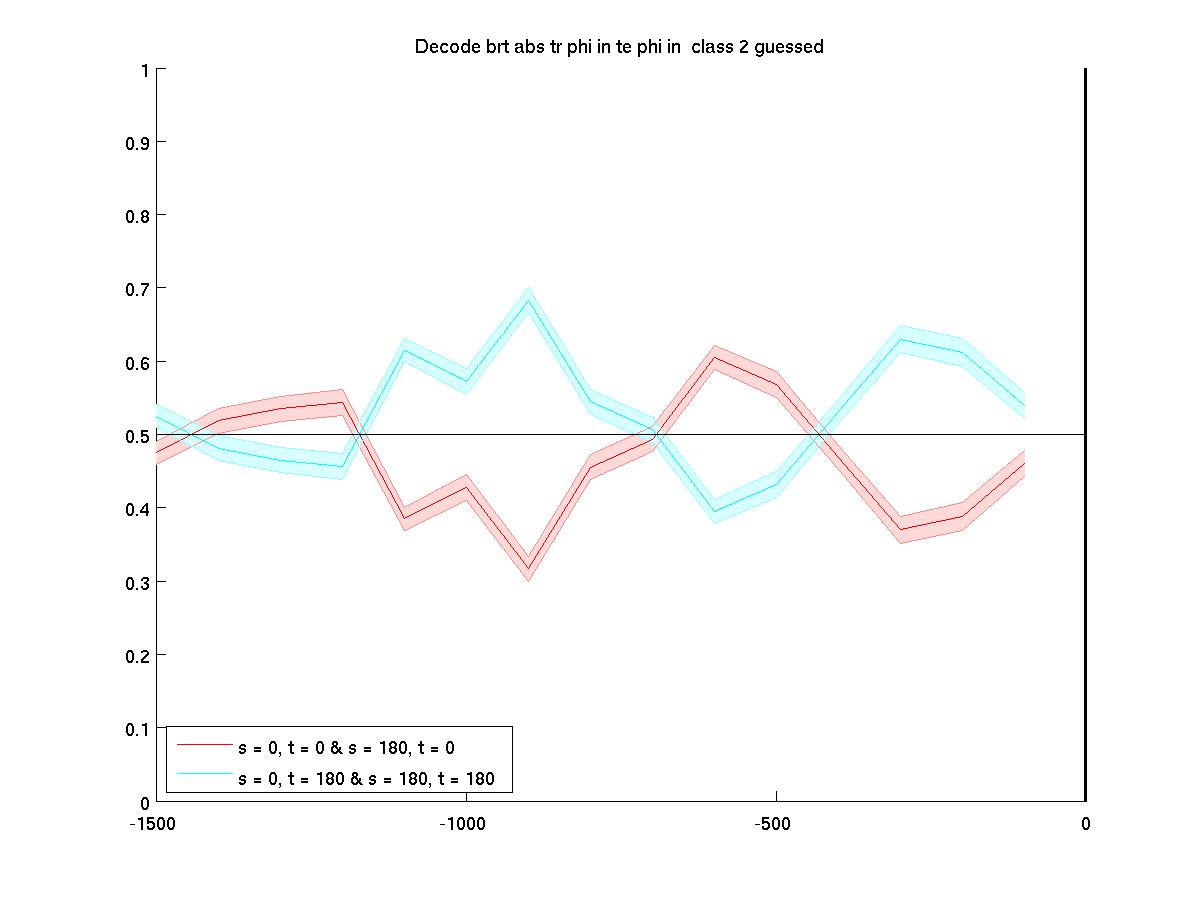 Decode brt abs tr phi in te phi in  class 2 guessed
1
0.9
0.8
0.7
0.6
0.5
0.4
0.3
0.2
0.1
0
s = 0, t = 0 & s = 180, t = 0
s = 0, t = 180 & s = 180, t = 180
-1500 -1000 -500 0